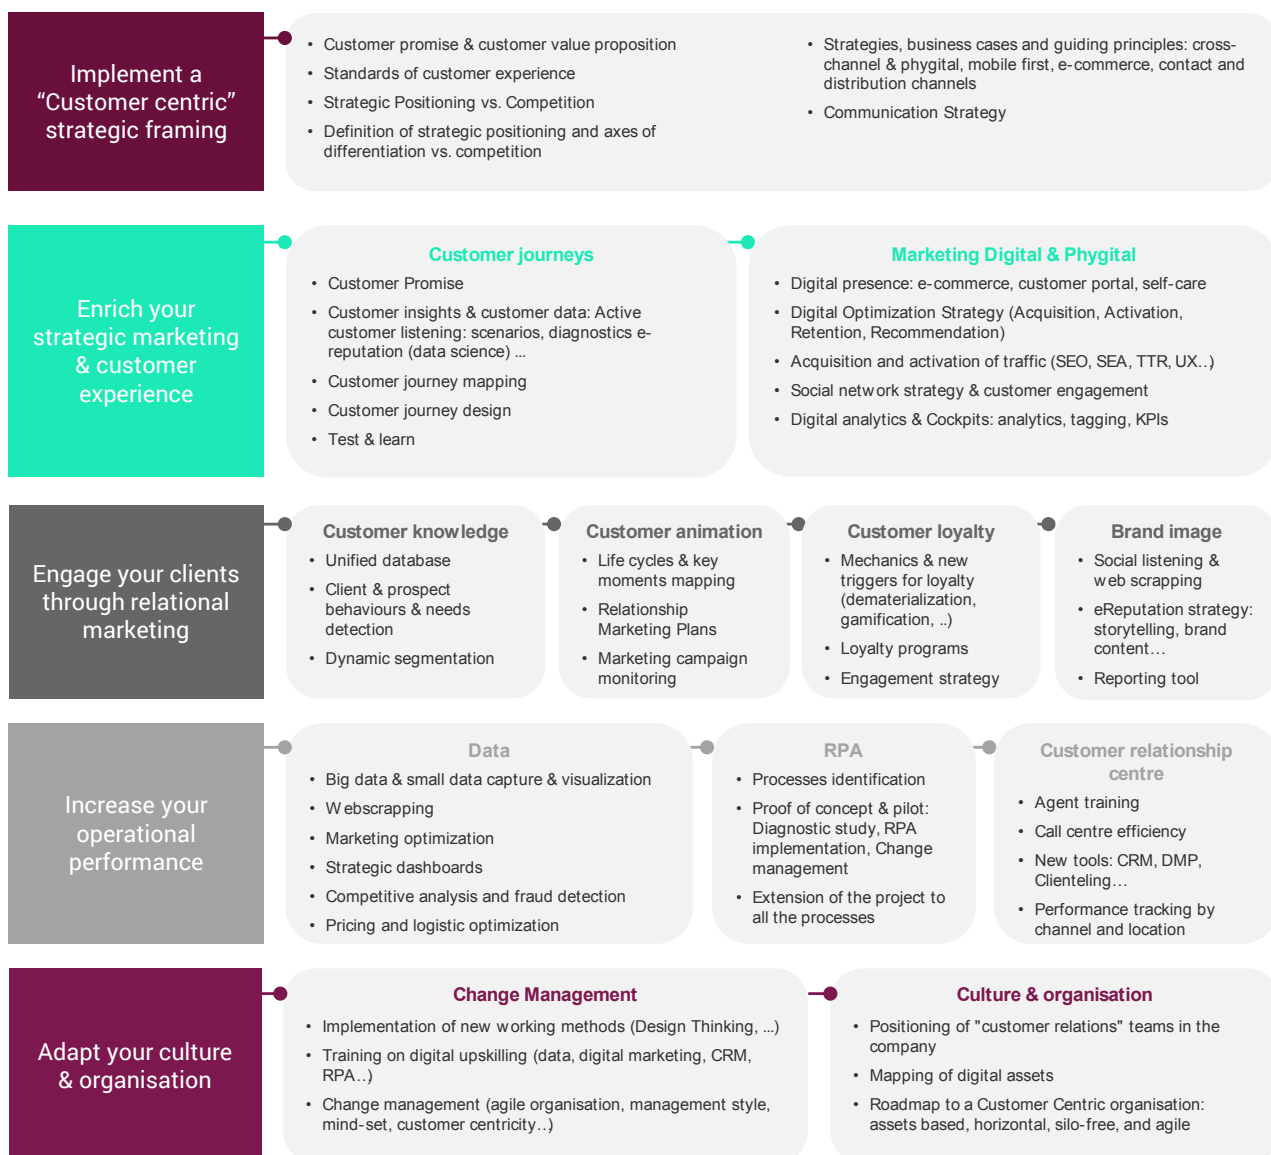 Implement a
“Customer centric”
strategic framing
• Customer promise & customer value proposition
• Standards of customer experience
• Strategic Positioning vs. Competition
• Definition of strategic positioning and axes of
differentiation vs. competition
• Strategies, business cases and guiding principles: cross-
channel & phygital, mobile first, e-commerce, contact and
distribution channels
• Communication Strategy
Enrich your
strategic marketing
& customer
experience
Customer journeys
• Customer Promise
• Customer insights & customer data: Active
customer listening: scenarios, diagnostics e-
reputation (data science) ...
• Customer journey mapping
• Customer journey design
• Test & learn
Marketing Digital & Phygital
• Digital presence: e-commerce, customer portal, self-care
• Digital Optimization Strategy (Acquisition, Activation,
Retention, Recommendation)
• Acquisition and activation of traffic (SEO, SEA, TTR, UX…)
• Social network strategy & customer engagement
• Digital analytics & Cockpits: analytics, tagging, KPIs
Engage your clients
through relational
marketing
Customer knowledge
• Unified database
• Client & prospect
behaviours & needs
detection
• Dynamic segmentation
Customer animation
• Life cycles & key
moments mapping
• Relationship
Marketing Plans
• Marketing campaign
monitoring
Customer loyalty
• Mechanics & new
triggers for loyalty
(dematerialization,
gamification, ..)
• Loyalty programs
• Engagement strategy
Brand image
• Social listening &
web scrapping
• eReputation strategy:
storytelling, brand
content…
• Reporting tool
Increase your
operational
performance
Data
• Big data & small data capture & visualization
• Webscrapping
• Marketing optimization
• Strategic dashboards
• Competitive analysis and fraud detection
• Pricing and logistic optimization
RPA
• Processes identification
• Proof of concept & pilot:
Diagnostic study, RPA
implementation, Change
management
• Extension of the project to
all the processes
Customer relationship
centre
• Agent training
• Call centre efficiency
• New tools: CRM, DMP,
Clienteling…
• Performance tracking by
channel and location
Adapt your culture
& organisation
Change Management
• Implementation of new working methods (Design Thinking, ...)
• Training on digital upskilling (data, digital marketing, CRM,
RPA…)
• Change management (agile organisation, management style,
mind-set, customer centricity…)
Culture & organisation
• Positioning of "customer relations" teams in the
company
• Mapping of digital assets
• Roadmap to a Customer Centric organisation:
assets based, horizontal, silo-free, and agile